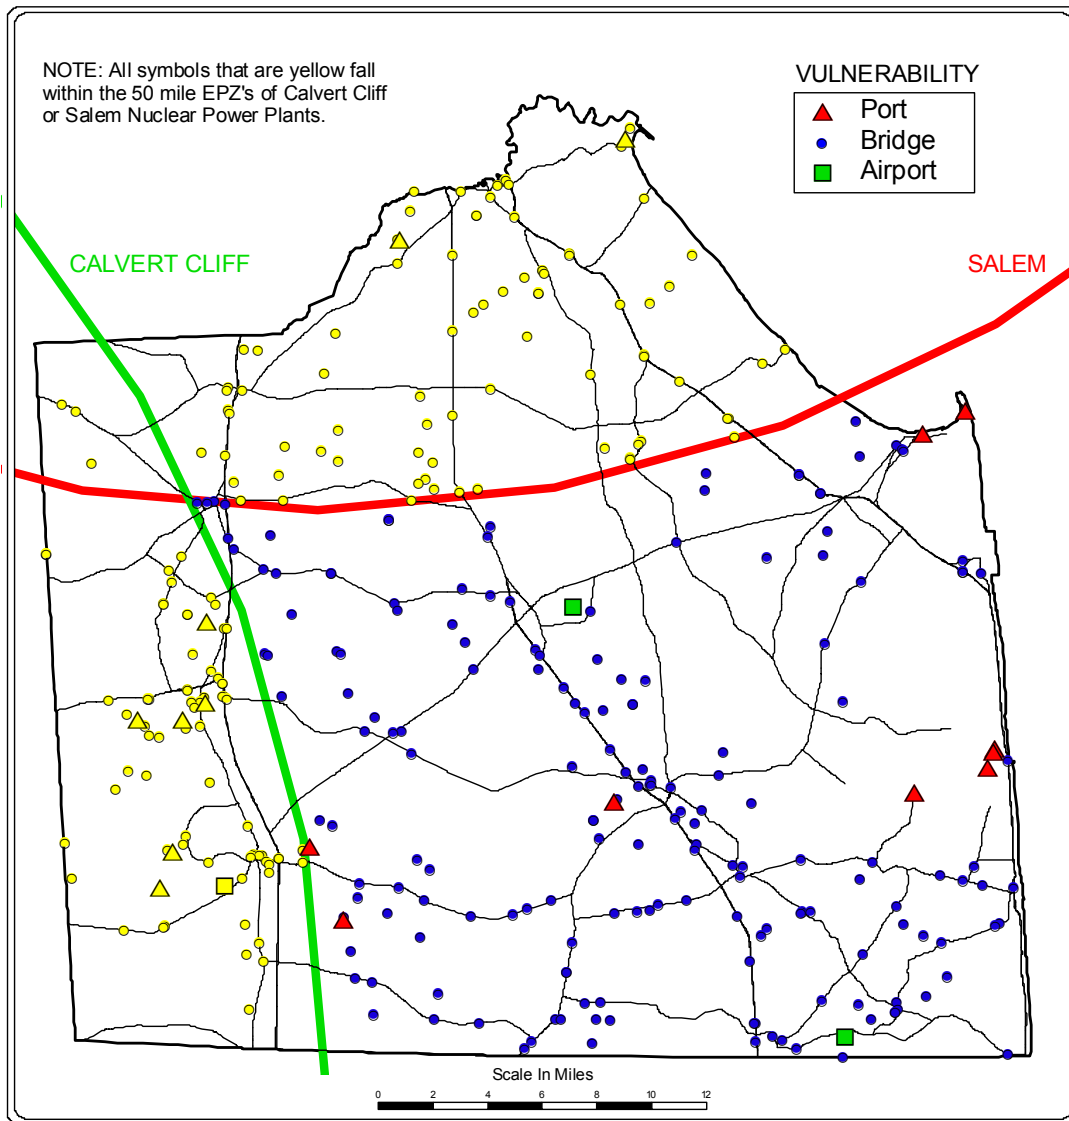 NOTE: All symbols that are yellow fall
within the 50 mile EPZ's of Calvert Cliff
or Salem Nuclear Power Plants.
VULNERABILITY
Port
Bridge
Airport
CALVERT CLIFF
SALEM
Scale In Miles
0 2 4 6 8 10 12